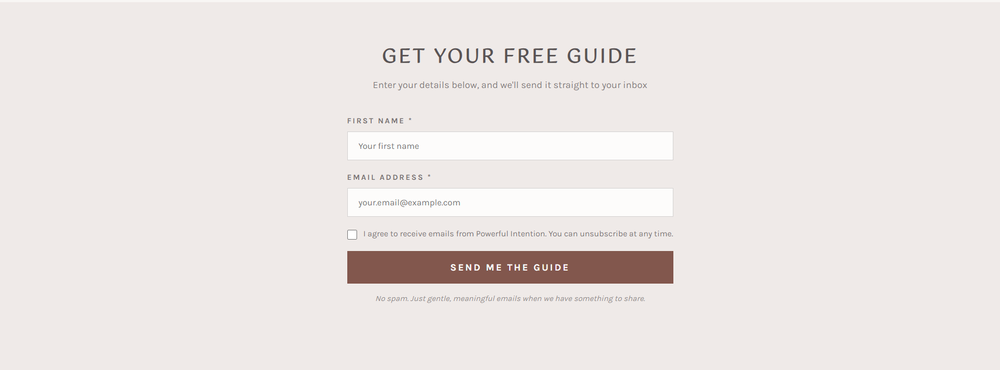 GET YOUR FREE GUIDE
Enter your details below, and we'll send it straight to your inbox
FIRST NAME *
Your first name
EMAIL ADDRESS *
your.email@example.com
I agree to receive emails from Powerful Intention. You can unsubscribe at any time.
SEND ME THE GUIDE
No spam. Just gentle, meaningful emails when we have something to share.